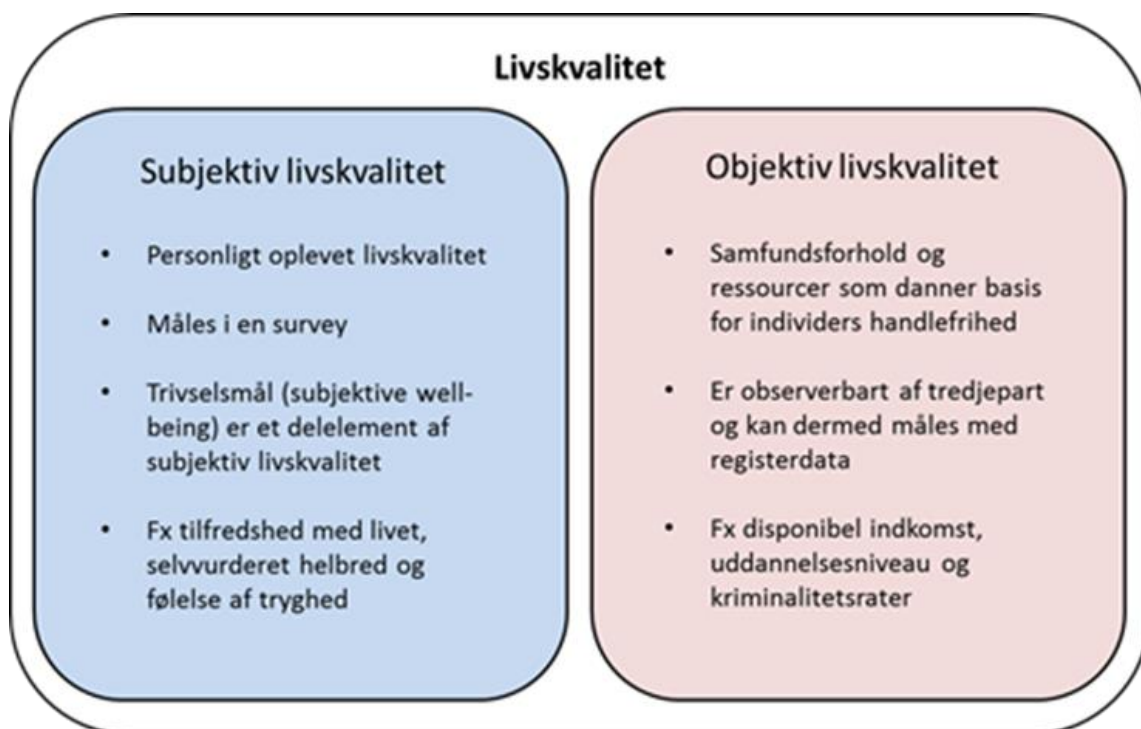 Livskvalitet
Subjektiv livskvalitet
• Personligt oplevet livskvalitet
• Måles i en survey
• Trivselsmål (subjektive well-
being) er et delelement af
subjektiv livskvalitet
• Fx tilfredshed med livet,
selvvurderet helbred og
følelse af tryghed
Objektiv livskvalitet
• Samfundsforhold og
ressourcer som danner basis
for individers handlefrihed
• Er observerbart af tredjepart
og kan dermed måles med
registerdata
• Fx disponibel indkomst,
uddannelsesniveau og
kriminalitetsrater